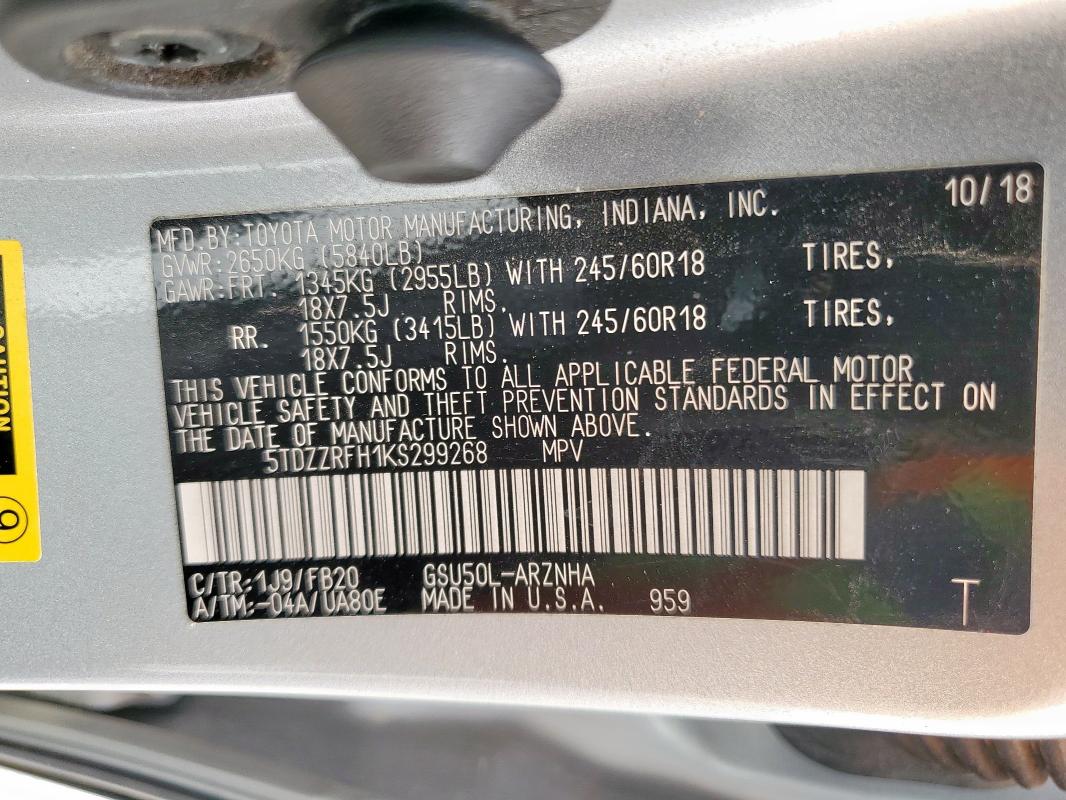 10/18
MFD.BY:TOYOTA MOTOR MANUFACTURING, INDIANA, INC.
GVWR:2650KG (5840LB)
GAWR:FRT. 1345KG (2955LB) WITH 245/60R18 TIRES,
18X7.5J RIMS.
RR. 1550KG (3415LB) WITH 245/60R18 TIRES,
18X7.5J RIMS.
THIS VEHICLE CONFORMS TO ALL APPLICABLE FEDERAL MOTOR
VEHICLE SAFETY AND THEFT PREVENTION STANDARDS IN EFFECT ON
THE DATE OF MANUFACTURE SHOWN ABOVE.
5TDZZRFH1KS299268 MPV
C/TR:1J9/FB20 GSU50L-ARZNHA
A/TM:-04A/UA80E MADE IN U.S.A. 959
T
CAUTION
9